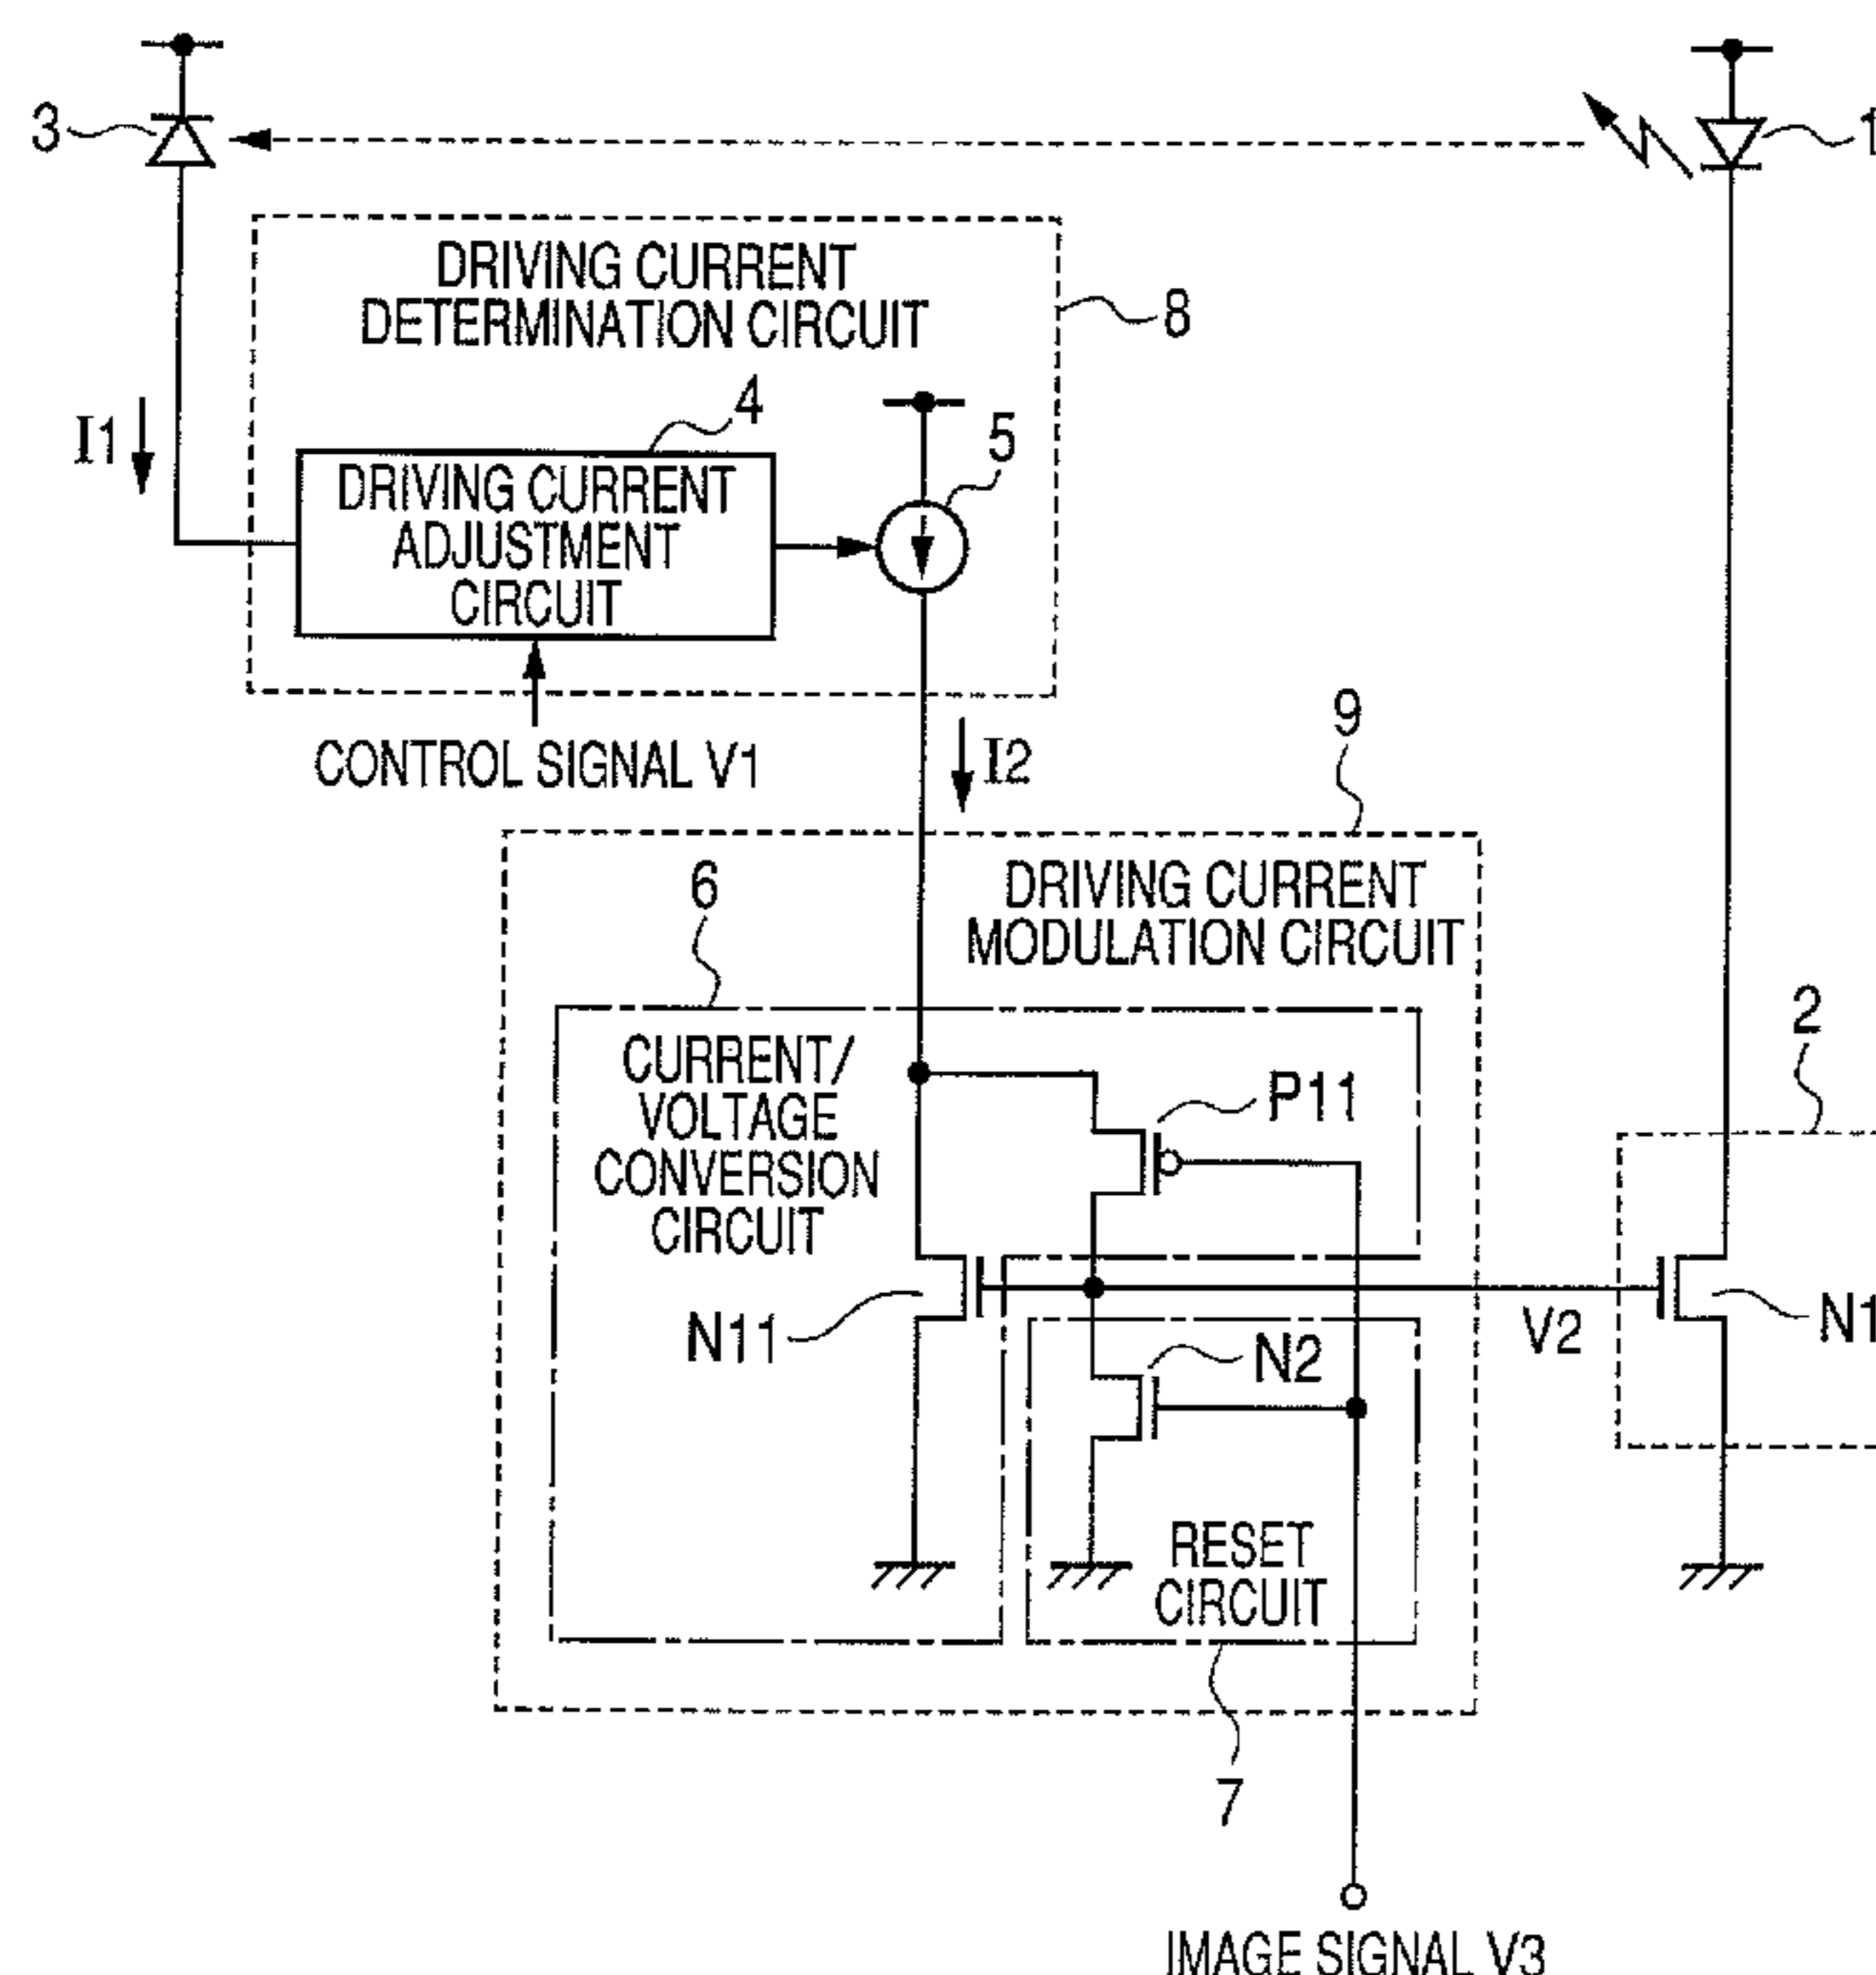 3
1
DRIVING CURRENT
DETERMINATION CIRCUIT
8
I1
4
5
DRIVING CURRENT
ADJUSTMENT
CIRCUIT
CONTROL SIGNAL V1
I2
9
6
DRIVING CURRENT
MODULATION CIRCUIT
2
CURRENT/
VOLTAGE
CONVERSION
CIRCUIT
P11
N11
N2
V2
N1
RESET
CIRCUIT
7
IMAGE SIGNAL V3